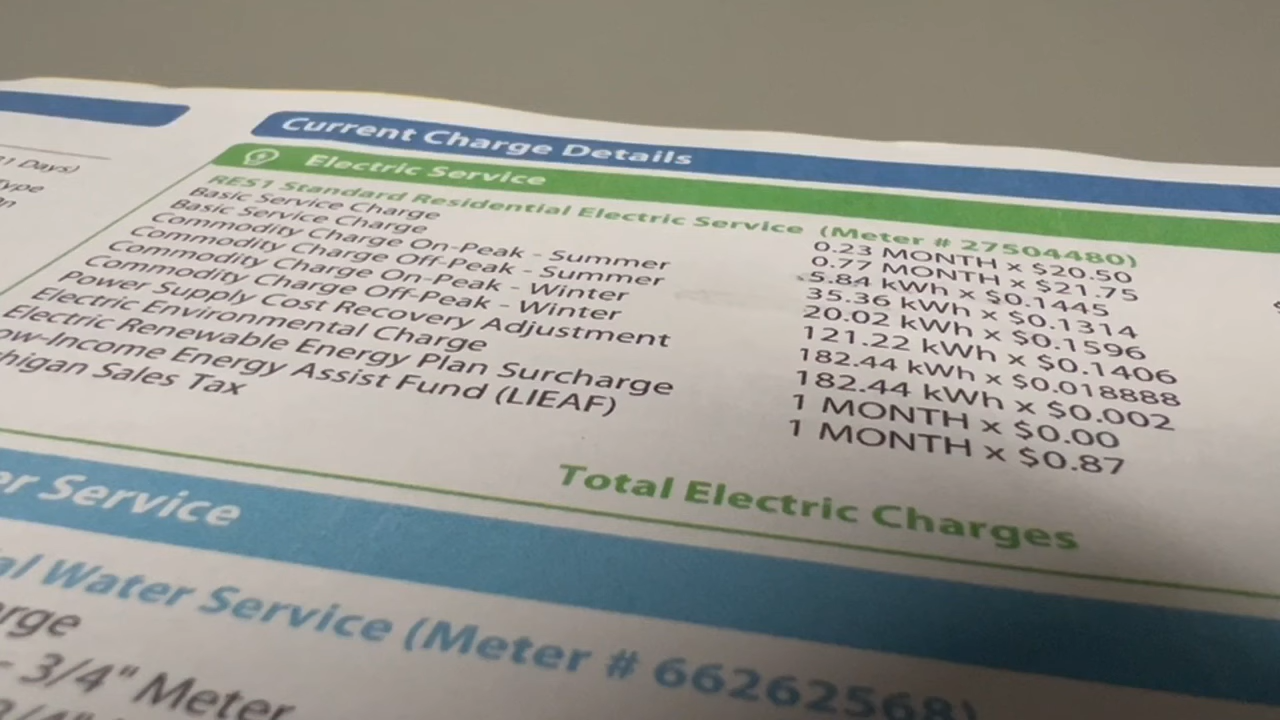 Current Charge Details
Electric Service
RES1 Standard Residential Electric Service (Meter # 27504480)
Basic Service Charge 0.23 MONTH x $20.50
Basic Service Charge 0.77 MONTH x $21.75
Commodity Charge On-Peak - Summer 5.84 kWh x $0.1445
Commodity Charge Off-Peak - Summer 35.36 kWh x $0.1314
Commodity Charge On-Peak - Winter 20.02 kWh x $0.1596
Commodity Charge Off-Peak - Winter 121.22 kWh x $0.1406
Power Supply Cost Recovery Adjustment 182.44 kWh x $0.018888
Electric Environmental Charge 182.44 kWh x $0.002
Electric Renewable Energy Plan Surcharge 1 MONTH x $0.00
ow-Income Energy Assist Fund (LIEAF) 1 MONTH x $0.87
higan Sales Tax
Total Electric Charges
1 Days)
ype
er Service
al Water Service (Meter # 66262568)
arge
- 3/4" Meter
3/4"